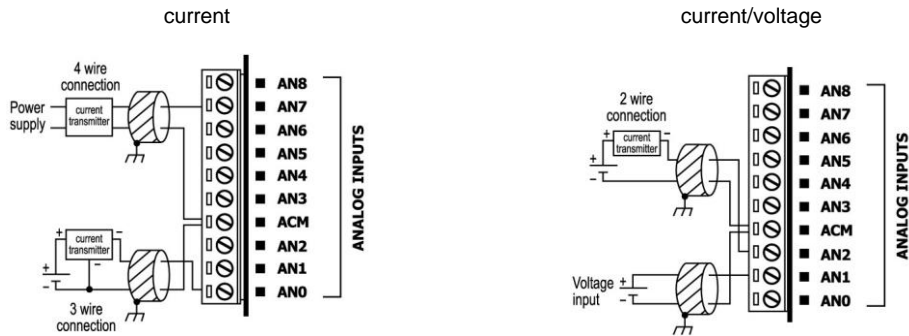 current
4 wire
connection
Power
supply
current
transmitter
AN8
AN7
AN6
AN5
AN4
AN3
ACM
AN2
AN1
AN0
ANALOG INPUTS
+
-
+
-
current
transmitter
-
3 wire
connection
current/voltage
2 wire
connection
+
-
+
-
current
transmitter
Voltage
input
+
-
AN8
AN7
AN6
AN5
AN4
AN3
ACM
AN2
AN1
AN0
ANALOG INPUTS